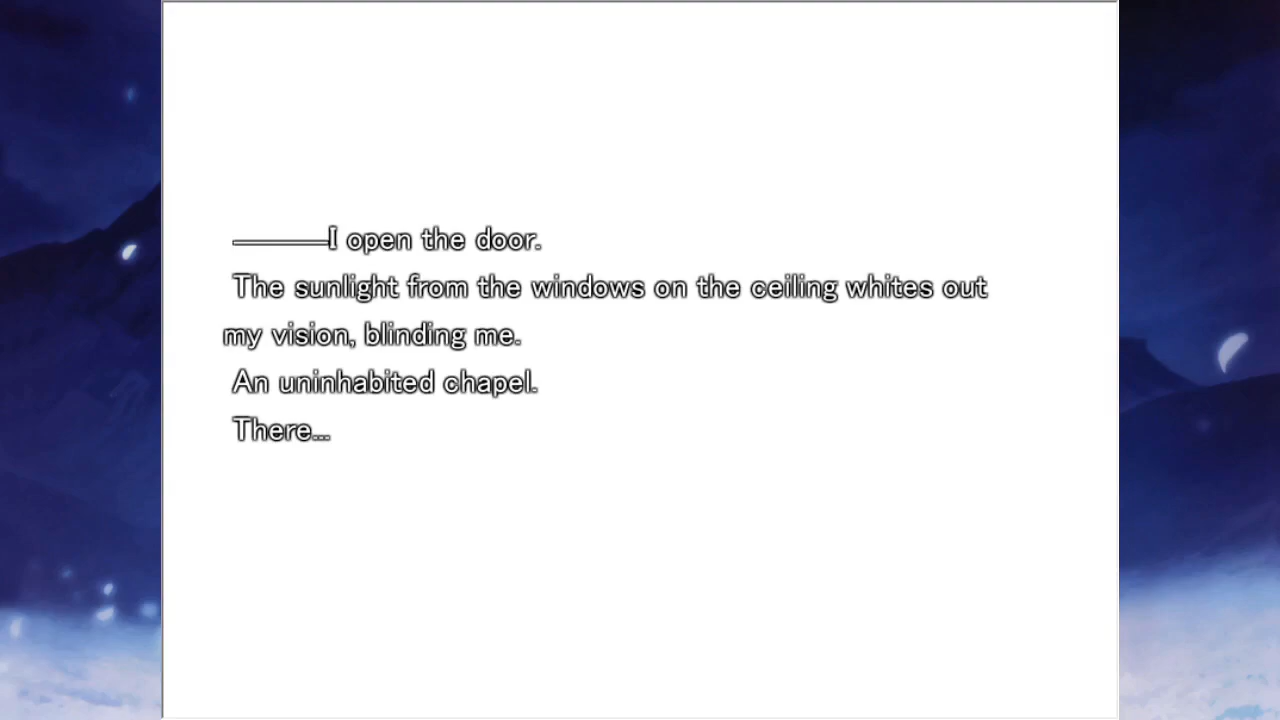 ————I open the door.
The sunlight from the windows on the ceiling whites out
my vision, blinding me.
An uninhabited chapel.
There...